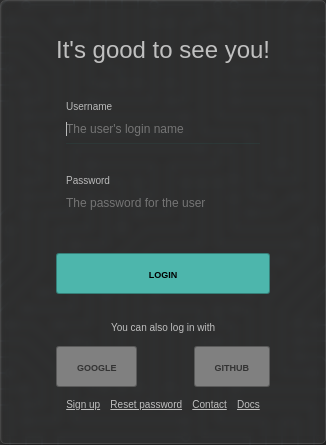 It's good to see you!
Username
The user's login name
Password
The password for the user
LOGIN
You can also log in with
GOOGLE GITHUB
Sign up Reset password Contact Docs